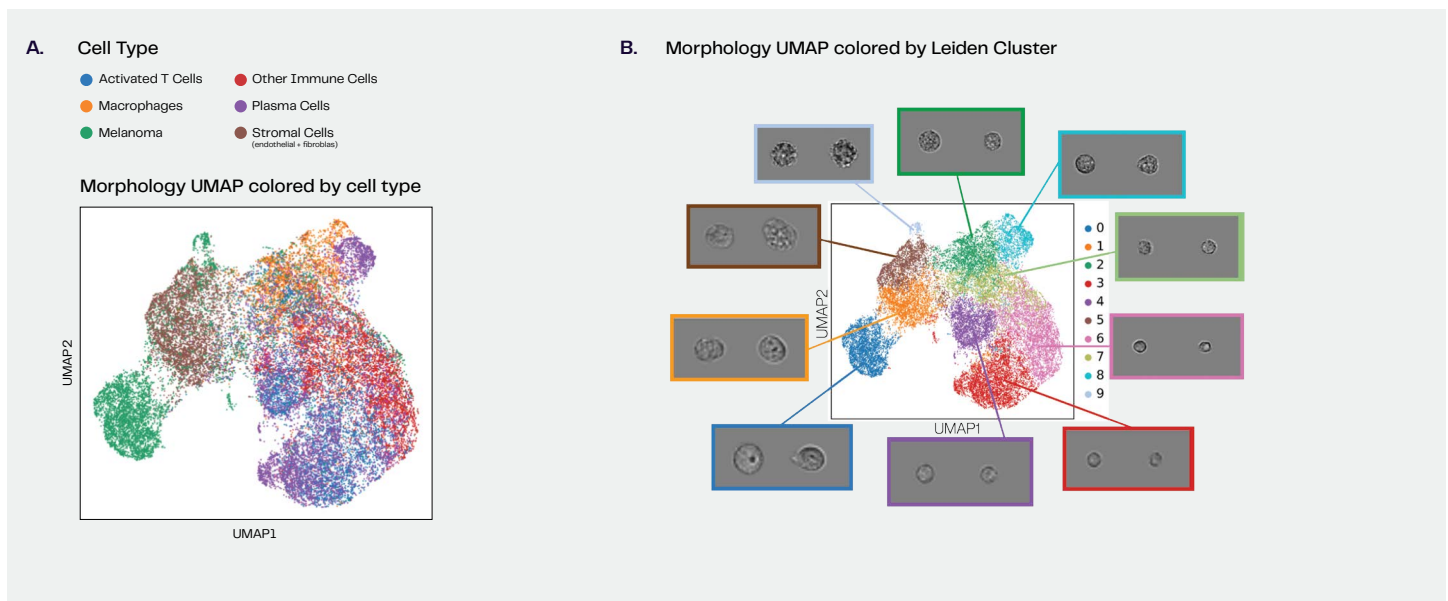 A. Cell Type
Activated T Cells
Macrophages
Melanoma
Other Immune Cells
Plasma Cells
Stromal Cells
(endothelial + fibroblas)
Morphology UMAP colored by cell type
UMAP2
UMAP1
B. Morphology UMAP colored by Leiden Cluster
UMAP2
UMAP1
0
1
2
3
4
5
6
7
8
9